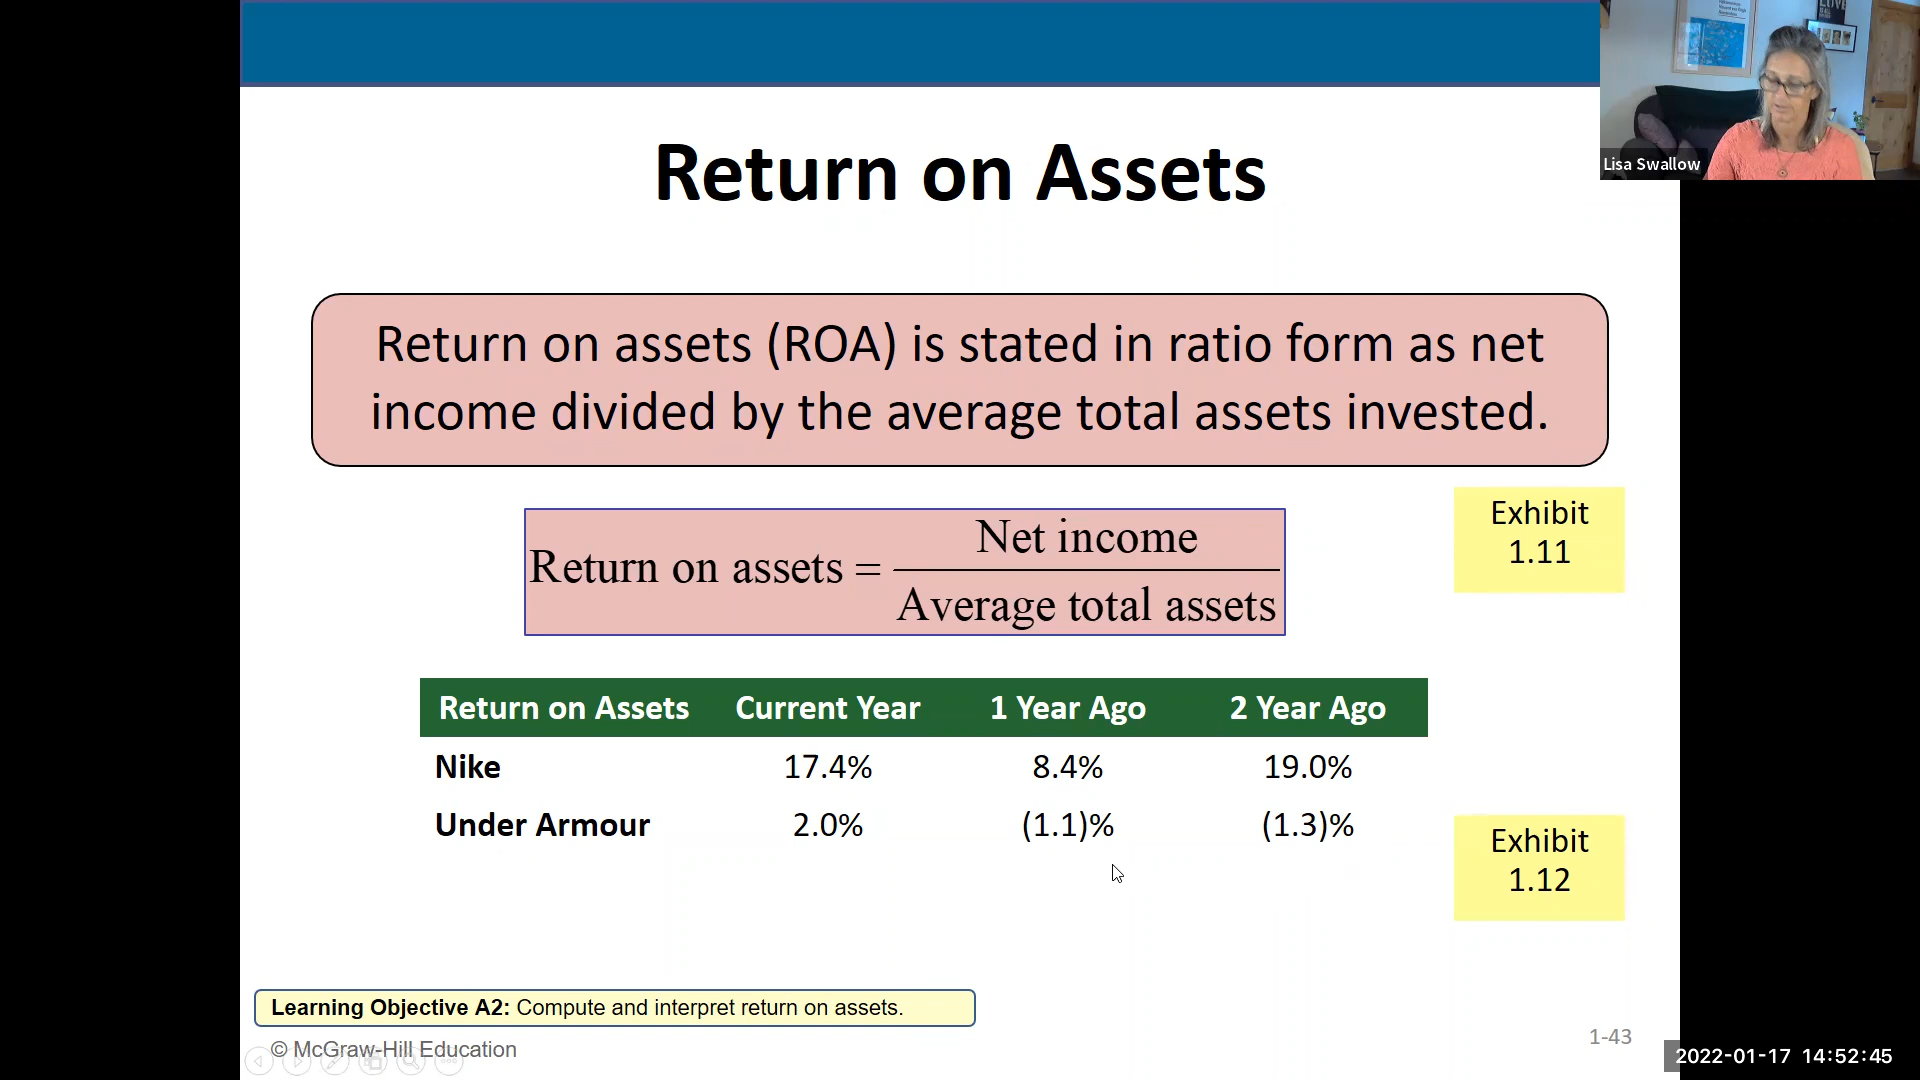 Return on Assets
Lisa Swallow
Return on assets (ROA) is stated in ratio form as net
income divided by the average total assets invested.
Exhibit
1.11
Return on assets = Net income
Average total assets
Return on Assets Current Year 1 Year Ago 2 Year Ago
Nike 17.4% 8.4% 19.0%
Under Armour 2.0% (1.1)% (1.3)%
Exhibit
1.12
Learning Objective A2: Compute and interpret return on assets.
© McGraw-Hill Education
1-43
2022-01-17 14:52:45